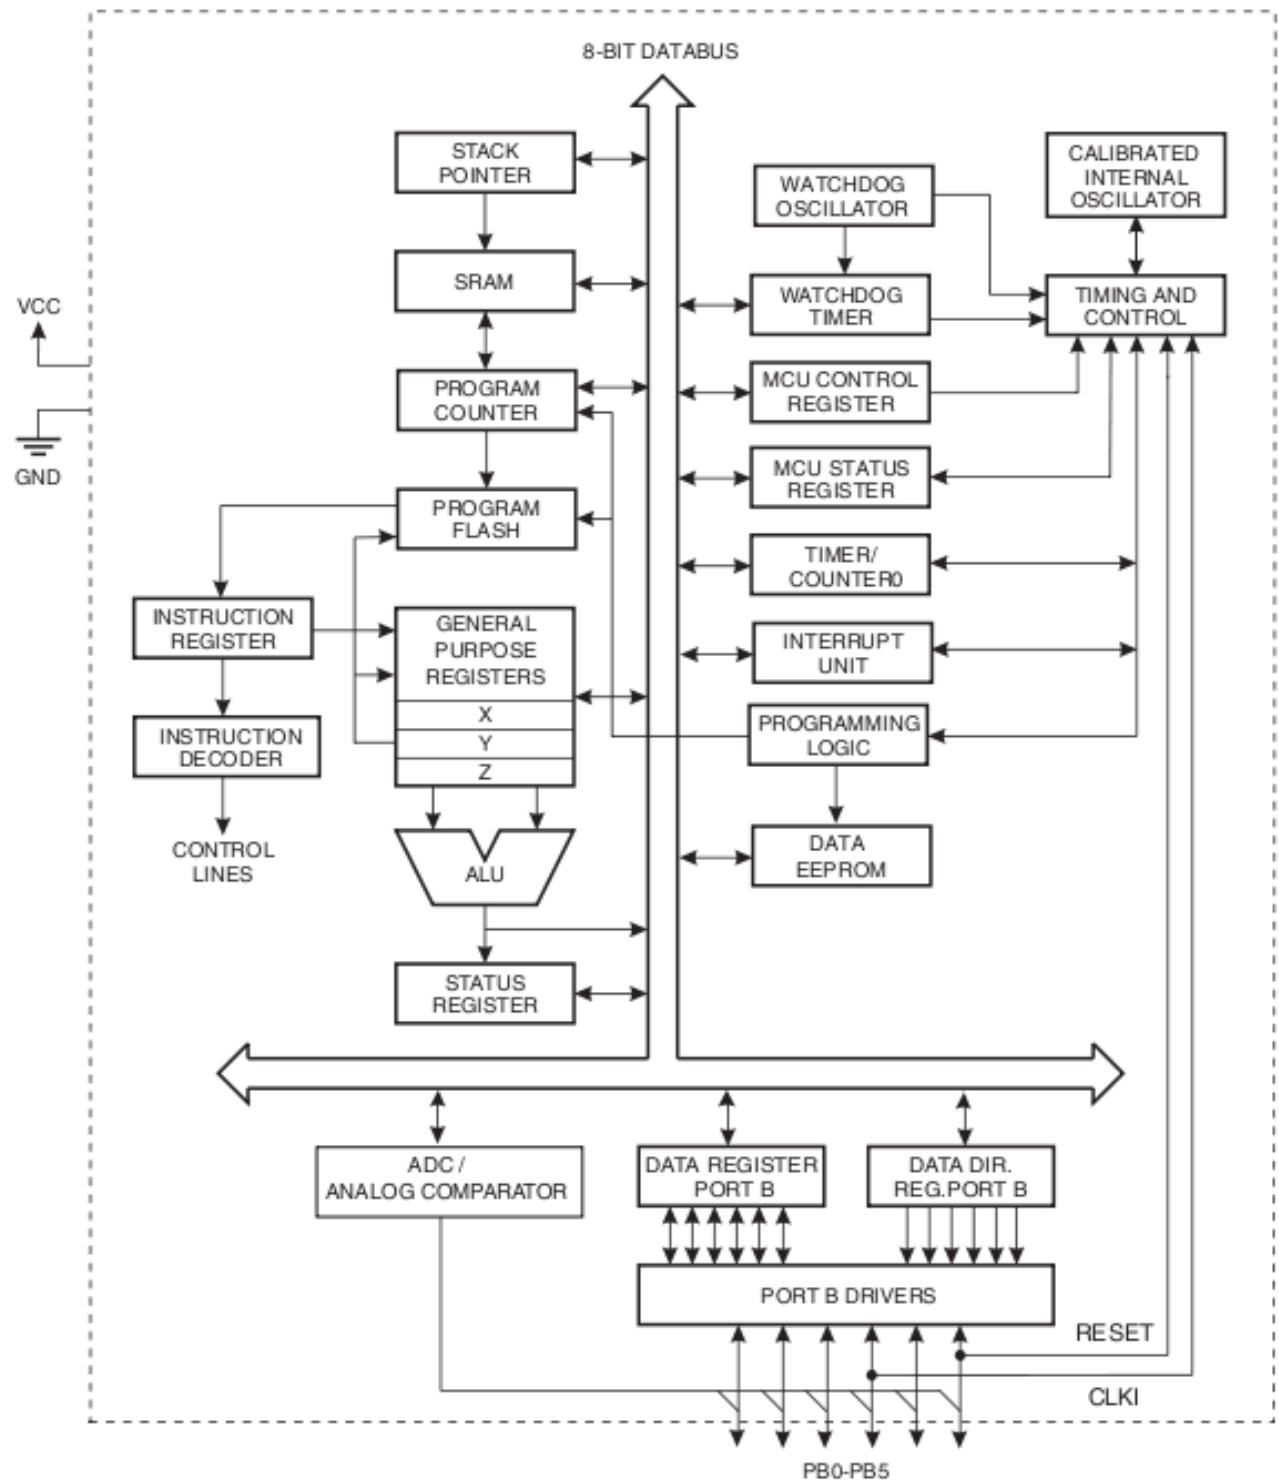 8-BIT DATABUS
STACK
POINTER
SRAM
PROGRAM
COUNTER
PROGRAM
FLASH
VCC
GND
INSTRUCTION
REGISTER
INSTRUCTION
DECODER
CONTROL
LINES
GENERAL
PURPOSE
REGISTERS
X
Y
Z
ALU
STATUS
REGISTER
WATCHDOG
OSCILLATOR
WATCHDOG
TIMER
CALIBRATED
INTERNAL
OSCILLATOR
TIMING AND
CONTROL
MCU CONTROL
REGISTER
MCU STATUS
REGISTER
TIMER/
COUNTER0
INTERRUPT
UNIT
PROGRAMMING
LOGIC
DATA
EEPROM
ADC /
ANALOG COMPARATOR
DATA REGISTER
PORT B
DATA DIR.
REG.PORT B
PORT B DRIVERS
RESET
CLKI
PB0-PB5